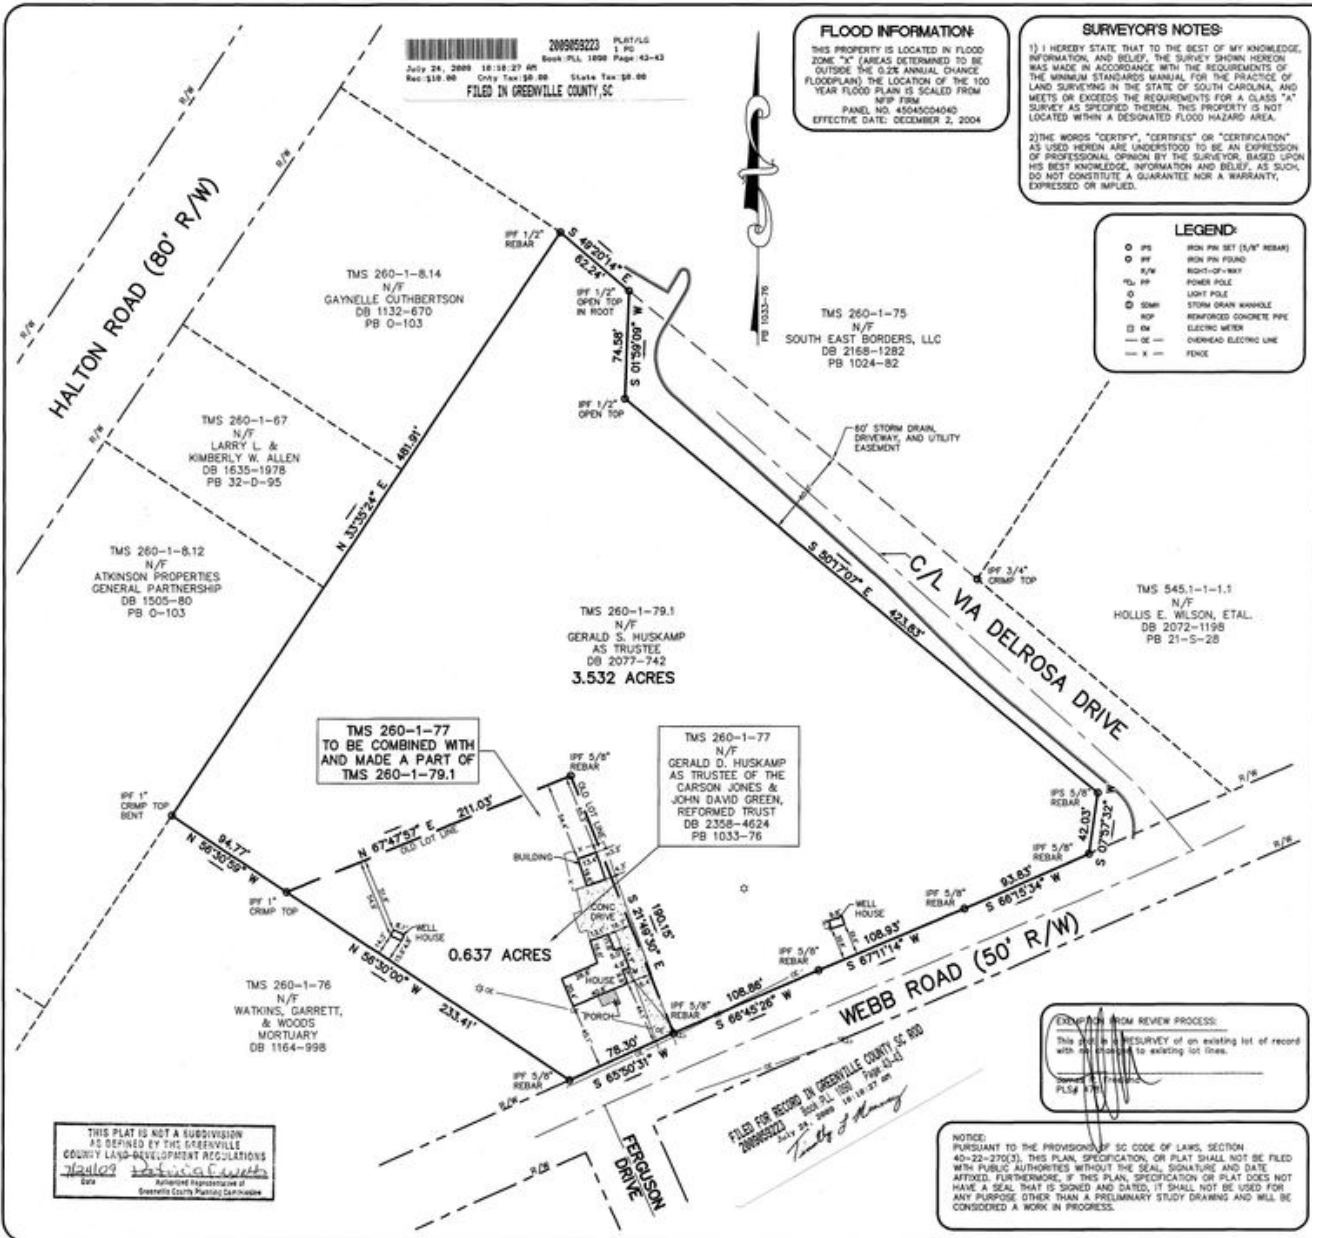 2009059223 PLAT/LG
1 PG
Book:PLL 1090 Page:43-43
July 24, 2009 10:18:27 AM
Rec:$10.00 Cnty Tax:$0.00 State Tax:$0.00
FILED IN GREENVILLE COUNTY,SC
FLOOD INFORMATION:
THIS PROPERTY IS LOCATED IN FLOOD
ZONE "X" (AREAS DETERMINED TO BE
OUTSIDE THE 0.2% ANNUAL CHANCE
FLOODPLAIN) THE LOCATION OF THE 100
YEAR FLOOD PLAIN IS SCALED FROM
NFIP FIRM
PANEL NO. 45045C0404D
EFFECTIVE DATE: DECEMBER 2, 2004
SURVEYOR'S NOTES:
1) I HEREBY STATE THAT TO THE BEST OF MY KNOWLEDGE,
INFORMATION, AND BELIEF, THE SURVEY SHOWN HEREON
WAS MADE IN ACCORDANCE WITH THE REQUIREMENTS OF
THE MINIMUM STANDARDS MANUAL FOR THE PRACTICE OF
LAND SURVEYING IN THE STATE OF SOUTH CAROLINA, AND
MEETS OR EXCEEDS THE REQUIREMENTS FOR A CLASS "A"
SURVEY AS SPECIFIED THEREIN. THIS PROPERTY IS NOT
LOCATED WITHIN A DESIGNATED FLOOD HAZARD AREA.
2)THE WORDS "CERTIFY", "CERTIFIES" OR "CERTIFICATION"
AS USED HEREIN ARE UNDERSTOOD TO BE AN EXPRESSION
OF PROFESSIONAL OPINION BY THE SURVEYOR, BASED UPON
HIS BEST KNOWLEDGE, INFORMATION AND BELIEF, AS SUCH,
DO NOT CONSTITUTE A GUARANTEE NOR A WARRANTY,
EXPRESSED OR IMPLIED.
LEGEND:
IPS IRON PIN SET (5/8" REBAR)
IPF IRON PIN FOUND
R/W RIGHT-OF-WAY
PP POWER POLE
LIGHT POLE
SDMH STORM DRAIN MANHOLE
RCP REINFORCED CONCRETE PIPE
EM ELECTRIC METER
OE OVERHEAD ELECTRIC LINE
X FENCE
PB 1033-76
R/W
R/W
R/W
R/W
HALTON ROAD (80' R/W)
IPF 1/2"
REBAR
S 49°20'14" E
62.24'
IPF 1/2"
OPEN TOP
IN ROOT
74.58'
S 01°59'09" W
IPF 1/2"
OPEN TOP
TMS 260-1-8.14
N/F
GAYNELLE CUTHBERTSON
DB 1132-670
PB O-103
TMS 260-1-75
N/F
SOUTH EAST BORDERS, LLC
DB 2168-1282
PB 1024-82
TMS 260-1-67
N/F
LARRY L. &
KIMBERLY W. ALLEN
DB 1635-1978
PB 32-D-95
481.91'
N 33°35'24" E
60' STORM DRAIN,
DRIVEWAY, AND UTILITY
EASEMENT
TMS 260-1-8.12
N/F
ATKINSON PROPERTIES
GENERAL PARTNERSHIP
DB 1505-80
PB O-103
S 50°17'07" E
423.83'
C/L VIA DELROSA DRIVE
IPF 3/4"
CRIMP TOP
TMS 545.1-1-1.1
N/F
HOLLIS E. WILSON, ETAL.
DB 2072-1198
PB 21-S-28
TMS 260-1-79.1
N/F
GERALD S. HUSKAMP
AS TRUSTEE
DB 2077-742
3.532 ACRES
TMS 260-1-77
TO BE COMBINED WITH
AND MADE A PART OF
TMS 260-1-79.1
TMS 260-1-77
N/F
GERALD D. HUSKAMP
AS TRUSTEE OF THE
CARSON JONES &
JOHN DAVID GREEN,
REFORMED TRUST
DB 2358-4624
PB 1033-76
IPF 5/8"
REBAR
IPF 1"
CRIMP TOP
BENT
94.77'
N 56°30'59" W
N 67°47'57" E 211.03'
OLD LOT LINE
OLD LOT LINE
IPF 1"
CRIMP TOP
BUILDING
CONC
DRIVE
S 21°49'30" E
190.15'
WELL
HOUSE
0.637 ACRES
HOUSE
PORCH
N 56°30'00" W
233.41'
IPS 5/8"
REBAR
42.03'
S 07°57'32" W
IPF 5/8"
REBAR
93.83'
S 66°15'34" W
IPF 5/8"
REBAR
WELL
HOUSE
108.93'
S 67°11'14" W
IPF 5/8"
REBAR
108.86'
S 66°45'26" W
IPF 5/8"
REBAR
78.30'
S 65°50'31" W
IPF 5/8"
REBAR
R/W
R/W
R/W
R/W
WEBB ROAD (50' R/W)
FERGUSON
DRIVE
TMS 260-1-76
N/F
WATKINS, GARRETT,
& WOODS
MORTUARY
DB 1164-998
FILED FOR RECORD IN GREENVILLE COUNTY SC ROD
Book:PLL 1090 Page:43-43
2009059223 July 24, 2009 10:18:27 AM
EXEMPTION FROM REVIEW PROCESS:
This plat is a RESURVEY of an existing lot of record
with no changes to existing lot lines.
THIS PLAT IS NOT A SUBDIVISION
AS DEFINED BY THE GREENVILLE
COUNTY LAND DEVELOPMENT REGULATIONS
7/24/09
Date Authorized Representative of
Greenville County Planning Commission
NOTICE:
PURSUANT TO THE PROVISIONS OF SC CODE OF LAWS, SECTION
40-22-270(3), THIS PLAN, SPECIFICATION, OR PLAT SHALL NOT BE FILED
WITH PUBLIC AUTHORITIES WITHOUT THE SEAL, SIGNATURE AND DATE
AFFIXED. FURTHERMORE, IF THIS PLAN, SPECIFICATION OR PLAT DOES NOT
HAVE A SEAL THAT IS SIGNED AND DATED, IT SHALL NOT BE USED FOR
ANY PURPOSE OTHER THAN A PRELIMINARY STUDY DRAWING AND WILL BE
CONSIDERED A WORK IN PROGRESS.